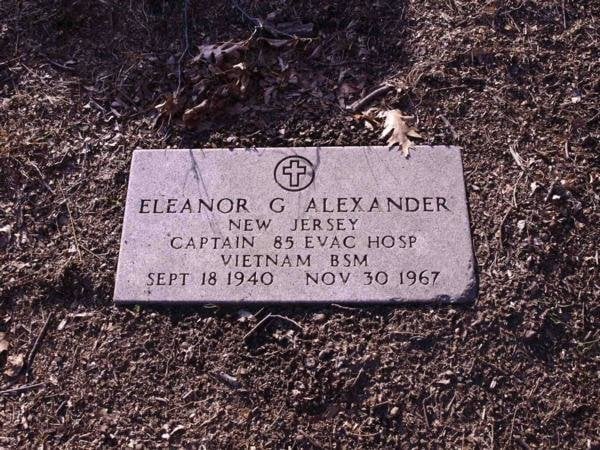 ELEANOR G ALEXANDER
NEW JERSEY
CAPTAIN 85 EVAC HOSP
VIETNAM BSM
SEPT 18 1940 NOV 30 1967